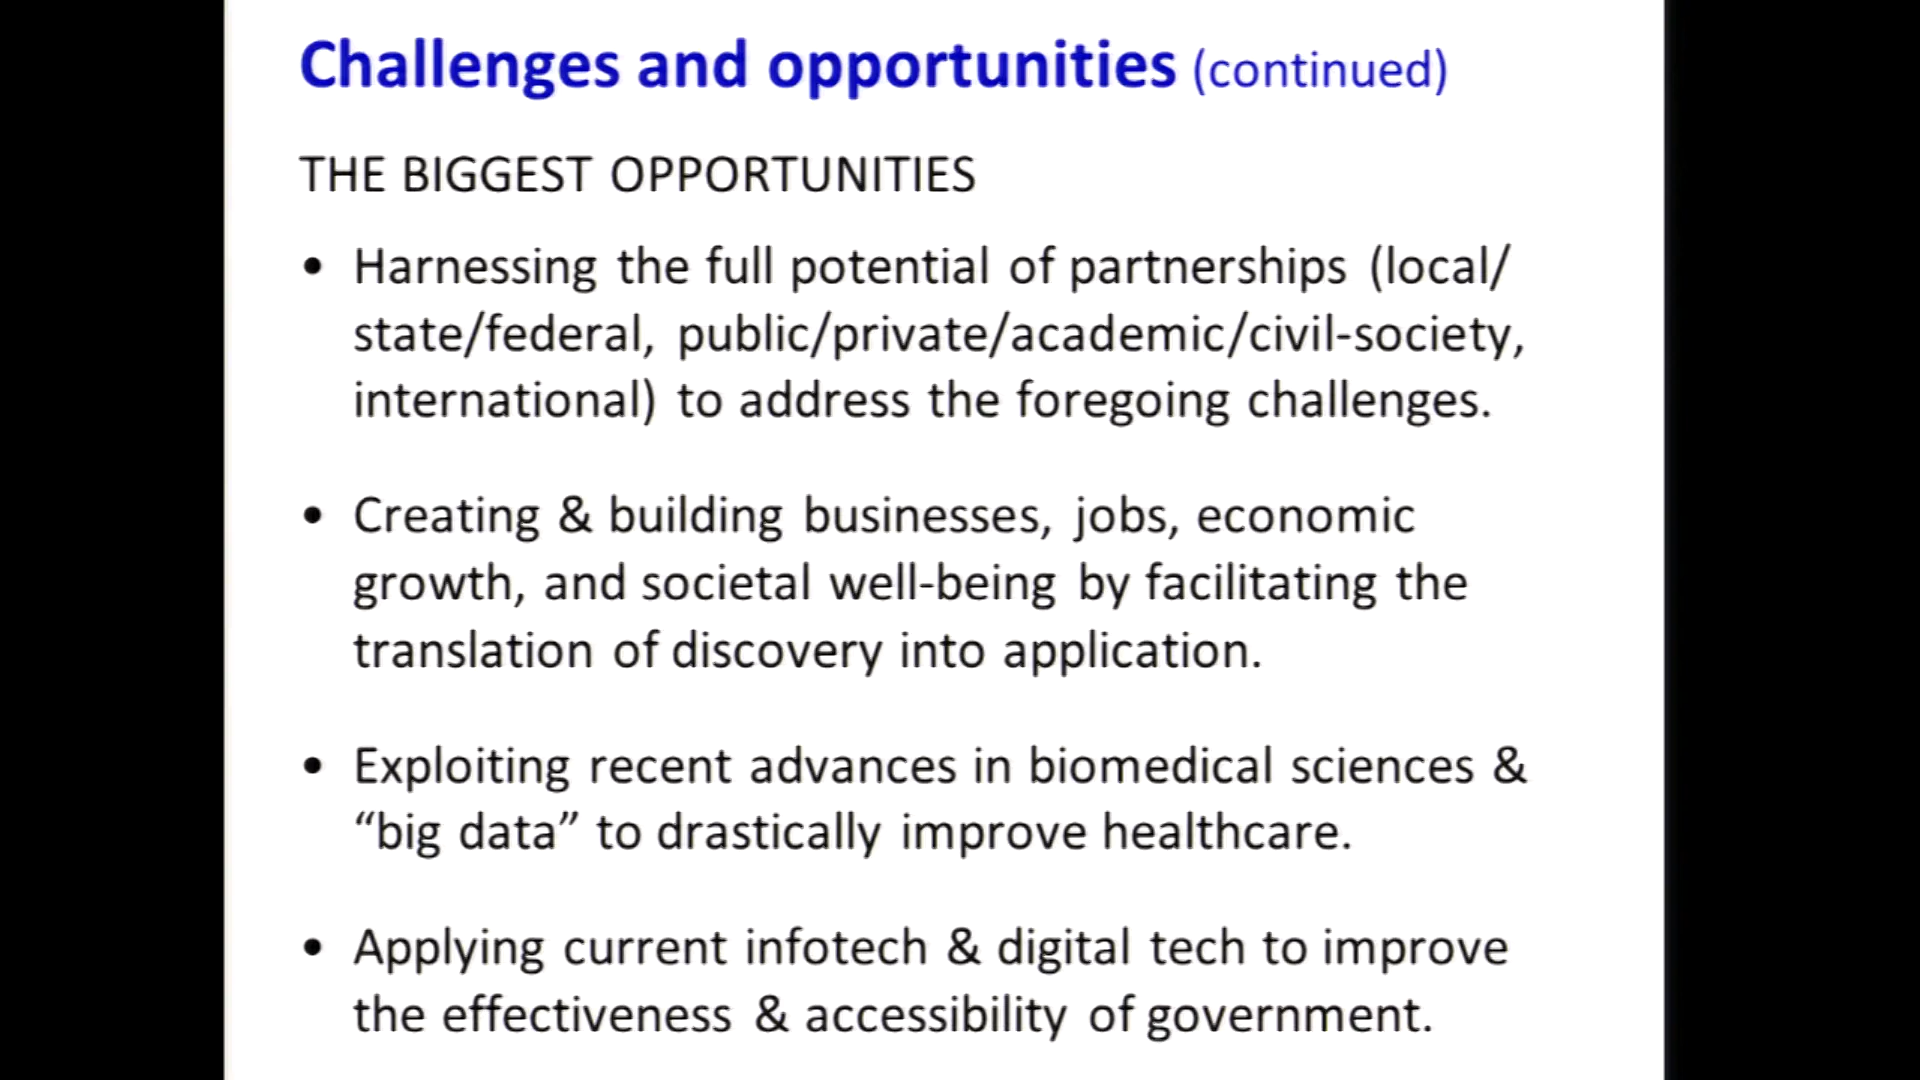 Challenges and opportunities (continued)
THE BIGGEST OPPORTUNITIES
• Harnessing the full potential of partnerships (local/
state/federal, public/private/academic/civil-society,
international) to address the foregoing challenges.
• Creating & building businesses, jobs, economic
growth, and societal well-being by facilitating the
translation of discovery into application.
• Exploiting recent advances in biomedical sciences &
“big data” to drastically improve healthcare.
• Applying current infotech & digital tech to improve
the effectiveness & accessibility of government.